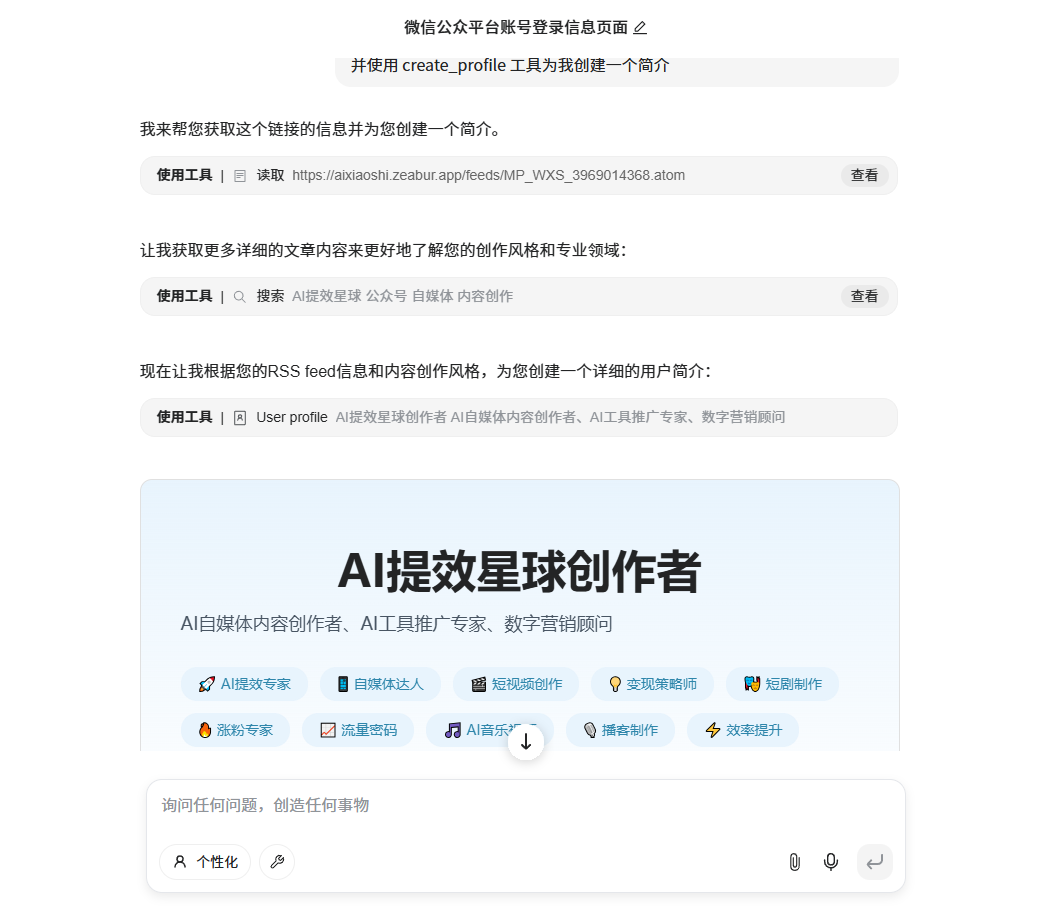 微信公众平台账号登录信息页面
并使用 create_profile 工具为我创建一个简介
我来帮您获取这个链接的信息并为您创建一个简介。
使用工具 | 读取 https://aixiaoshi.zeabur.app/feeds/MP_WXS_3969014368.atom 查看
让我获取更多详细的文章内容来更好地了解您的创作风格和专业领域：
使用工具 | 搜索 AI提效星球 公众号 自媒体 内容创作 查看
现在让我根据您的RSS feed信息和内容创作风格，为您创建一个详细的用户简介：
使用工具 | User profile AI提效星球创作者 AI自媒体内容创作者、AI工具推广专家、数字营销顾问
AI提效星球创作者
AI自媒体内容创作者、AI工具推广专家、数字营销顾问
🚀 AI提效专家 📱 自媒体达人 🎬 短视频创作 💡 变现策略师 🎭 短剧制作
🔥 涨粉专家 📈 流量密码 🎵 AI音乐视 🎙️ 播客制作 ⚡ 效率提升
询问任何问题，创造任何事物
个性化